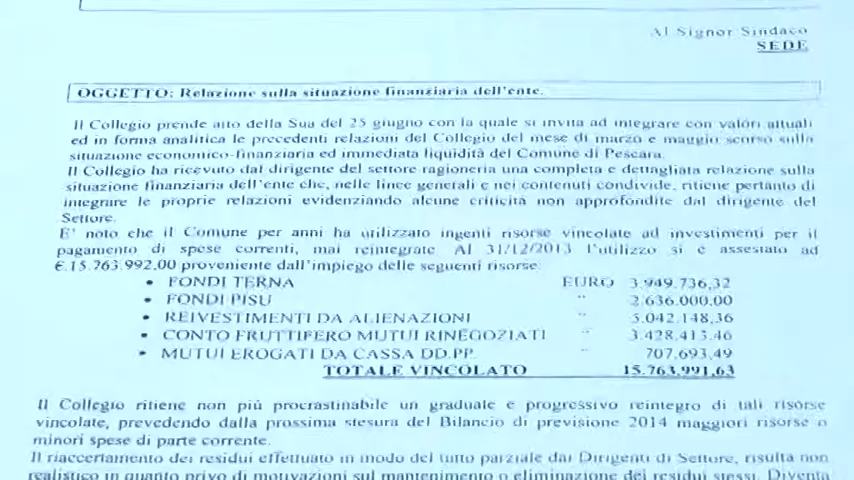 Al Signor Sindaco
SEDE
OGGETTO: Relazione sulla situazione finanziaria dell'ente.
Il Collegio prende atto della Sua del 25 giugno con la quale si invita ad integrare con valori attuali
ed in forma analitica le precedenti relazioni del Collegio del mese di marzo e maggio scorso sulla
situazione economico-finanziaria ed immediata liquidità del Comune di Pescara.
Il Collegio ha ricevuto dal dirigente del settore ragioneria una completa e dettagliata relazione sulla
situazione finanziaria dell'ente che, nelle linee generali e nei contenuti condivide, ritiene pertanto di
integrare le proprie relazioni evidenziando alcune criticità non approfondite dal dirigente del
Settore.
E' noto che il Comune per anni ha utilizzato ingenti risorse vincolate ad investimenti per il
pagamento di spese correnti, mai reintegrate. Al 31/12/2013 l'utilizzo si è assestato ad
€.15.763.992,00 proveniente dall'impiego delle seguenti risorse:
• FONDI TERNA EURO 3.949.736,32
• FONDI PISU " 2.636.000,00
• REIVESTIMENTI DA ALIENAZIONI " 5.042.148,36
• CONTO FRUTTIFERO MUTUI RINEGOZIATI " 3.428.413,46
• MUTUI EROGATI DA CASSA DD.PP. " 707.693,49
TOTALE VINCOLATO 15.763.991,63
Il Collegio ritiene non più procrastinabile un graduale e progressivo reintegro di tali risorse
vincolate, prevedendo dalla prossima stesura del Bilancio di previsione 2014 maggiori risorse o
minori spese di parte corrente.
Il riaccertamento dei residui effettuato in modo del tutto parziale dai Dirigenti di Settore, risulta non
realistico in quanto privo di motivazioni sul mantenimento o eliminazione dei residui stessi. Diventa